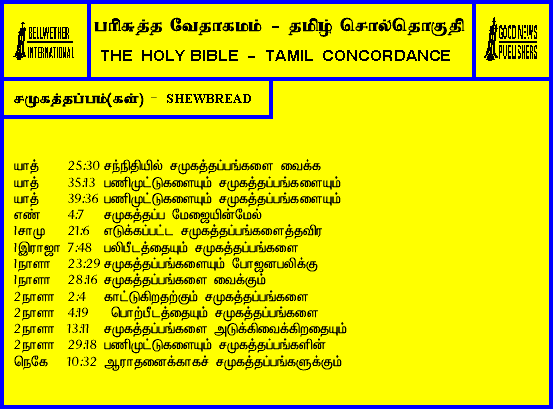 BELLWETHER
INTERNATIONAL
பரிசுத்த வேதாகமம் - தமிழ் சொல்தொகுதி
THE HOLY BIBLE - TAMIL CONCORDANCE
GOOD NEWS
PUBLISHERS
சமுகத்தப்பம்(கள்) - SHEWBREAD
யாத் 25:30 சந்நிதியில் சமுகத்தப்பங்களை வைக்க
யாத் 35:13 பணிமுட்டுகளையும் சமுகத்தப்பங்களையும்
யாத் 39:36 பணிமுட்டுகளையும் சமுகத்தப்பங்களையும்
எண் 4:7 சமுகத்தப்ப மேஜையின்மேல்
1சாமு 21:6 எடுக்கப்பட்ட சமுகத்தப்பங்களைத்தவிர
1இராஜா 7:48 பலிபீடத்தையும் சமுகத்தப்பங்களை
1நாளா 23:29 சமுகத்தப்பங்களையும் போஜனபலிக்கு
1நாளா 28:16 சமுகத்தப்பங்களை வைக்கும்
2நாளா 2:4 காட்டுகிறதற்கும் சமுகத்தப்பங்களை
2நாளா 4:19 பொற்பீடத்தையும் சமுகத்தப்பங்களை
2நாளா 13:11 சமுகத்தப்பங்களை அடுக்கிவைக்கிறதையும்
2நாளா 29:18 பணிமுட்டுகளையும் சமுகத்தப்பங்களின்
நெகே 10:32 ஆராதனைக்காகச் சமுகத்தப்பங்களுக்கும்